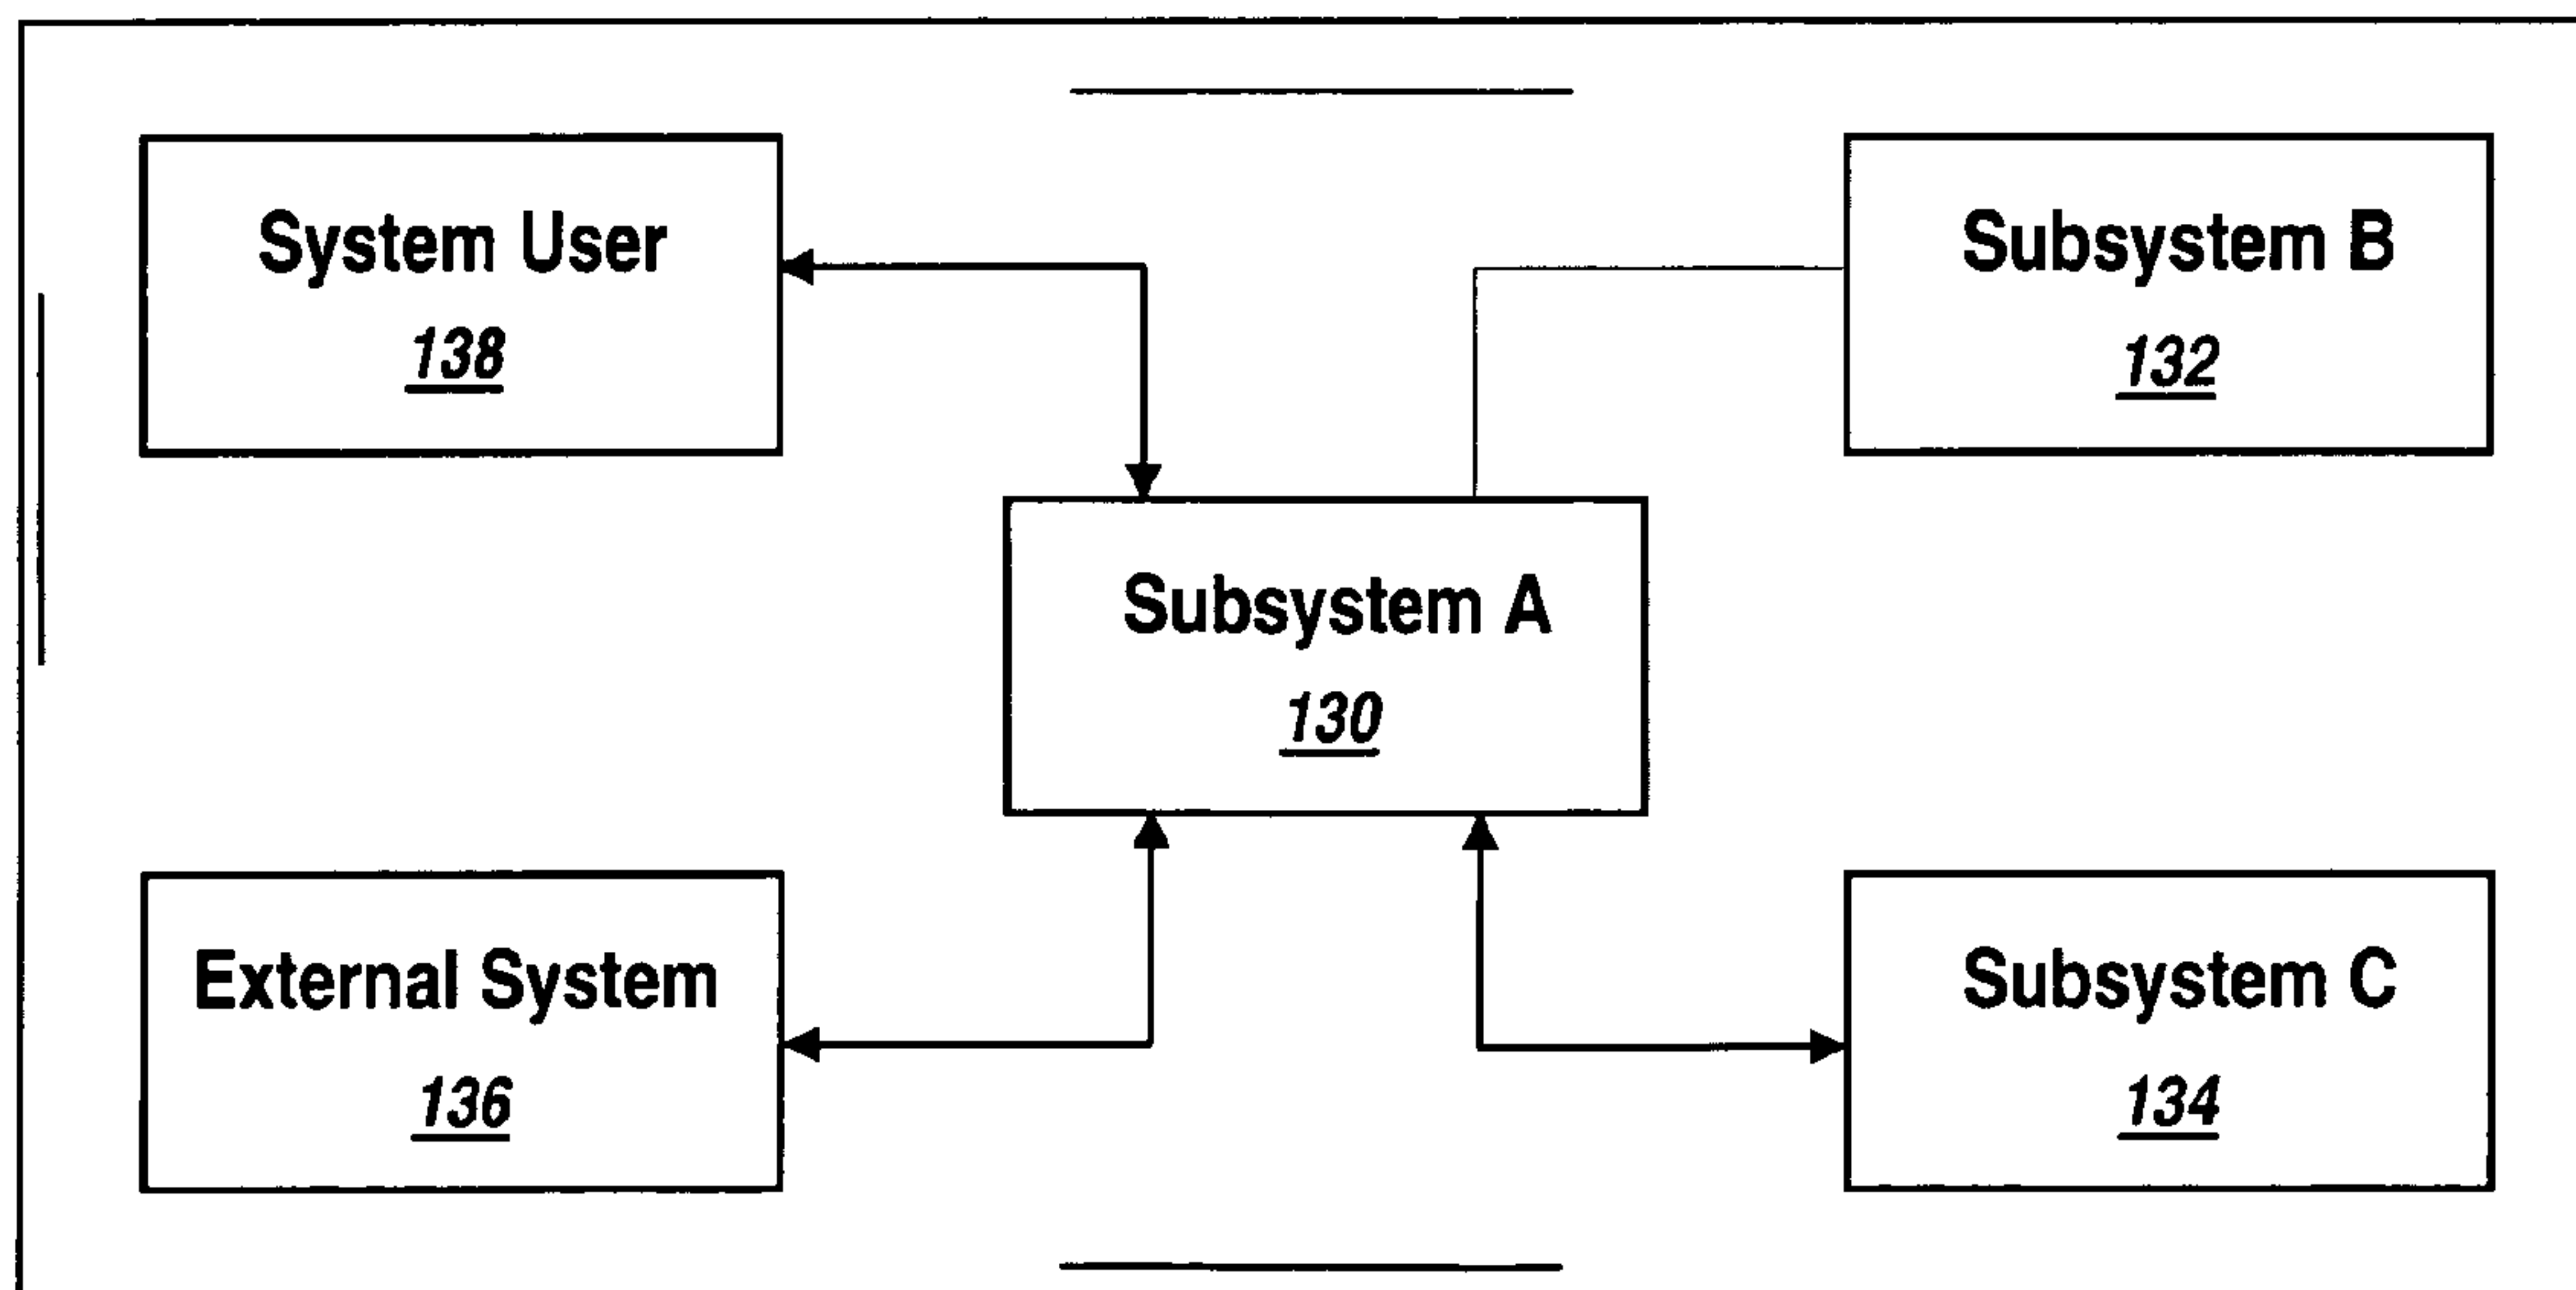 System User
138
Subsystem B
132
Subsystem A
130
External System
136
Subsystem C
134